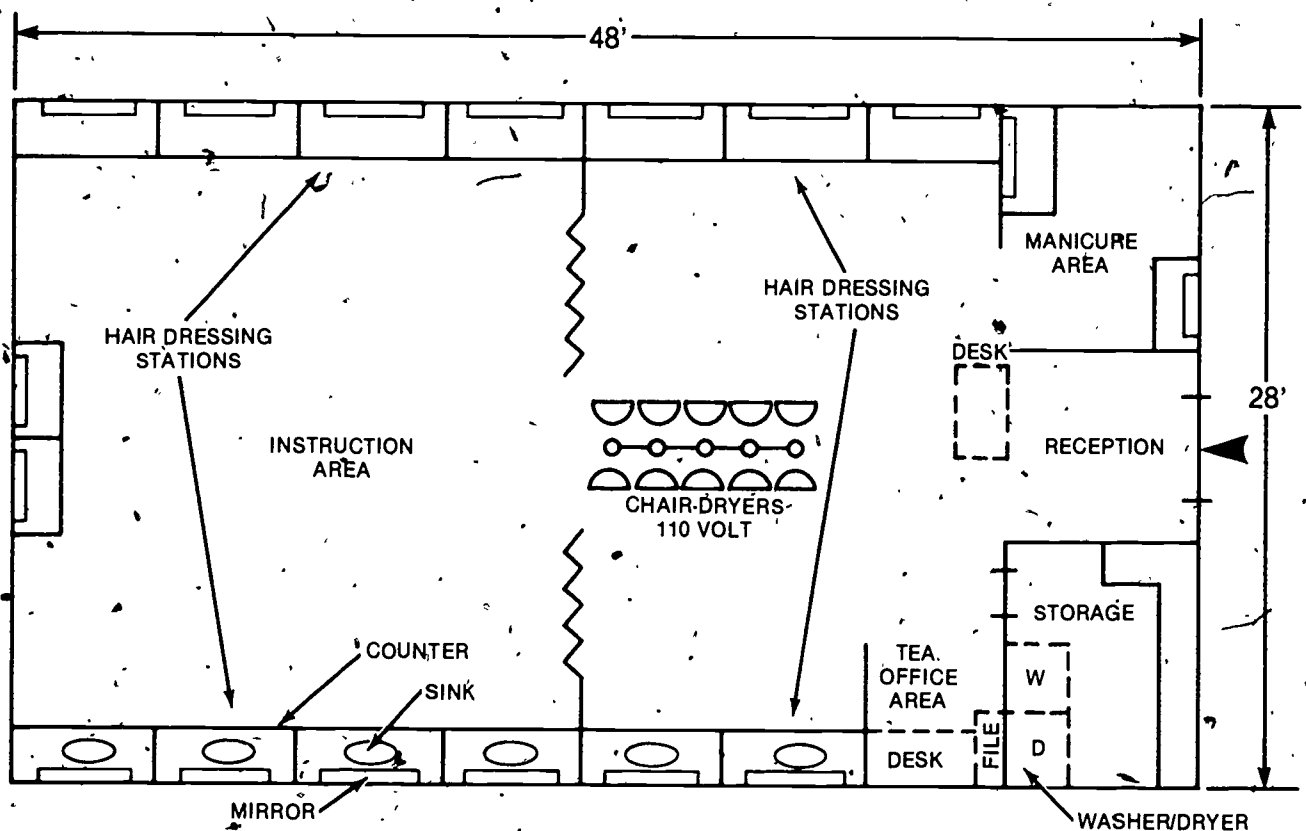 48'
MANICURE
AREA
HAIR DRESSING
STATIONS
HAIR DRESSING
STATIONS
DESK
28'
INSTRUCTION
AREA
RECEPTION
CHAIR-DRYERS
110 VOLT
STORAGE
COUNTER
TEA.
OFFICE
AREA
SINK
W
DESK
FILE
D
MIRROR
WASHER/DRYER